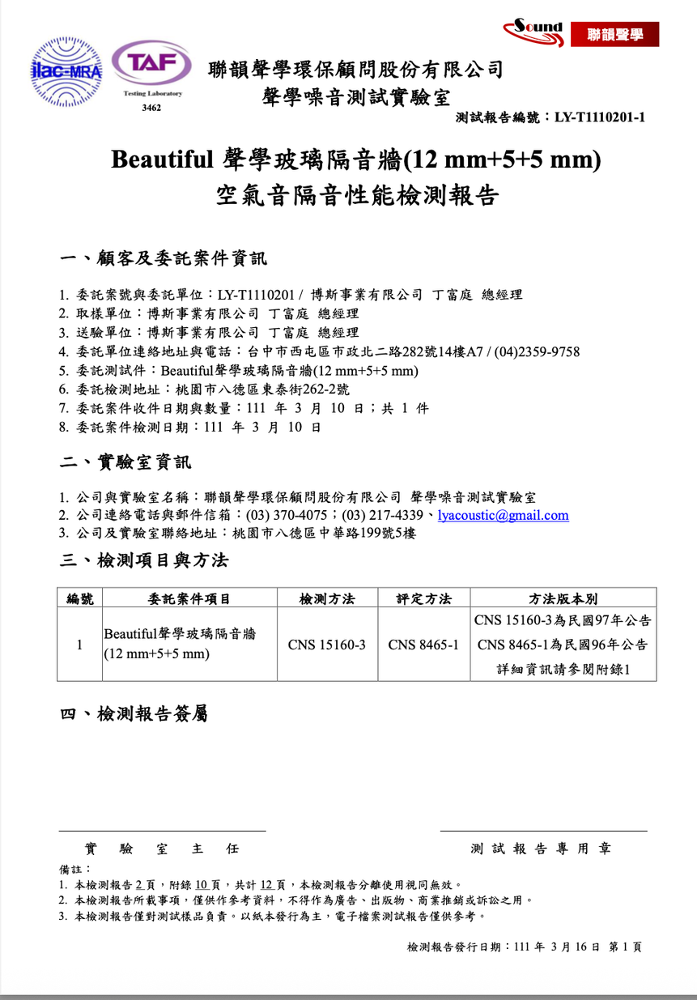 Sound
聯韻聲學
ilac-MRA
TAF
Testing Laboratory
3462
聯韻聲學環保顧問股份有限公司
聲學噪音測試實驗室
測試報告編號：LY-T1110201-1
Beautiful 聲學玻璃隔音牆(12 mm+5+5 mm)
空氣音隔音性能檢測報告
一、顧客及委託案件資訊
1. 委託案號與委託單位：LY-T1110201 / 博斯事業有限公司 丁富庭 總經理
2. 取樣單位：博斯事業有限公司 丁富庭 總經理
3. 送驗單位：博斯事業有限公司 丁富庭 總經理
4. 委託單位連絡地址與電話：台中市西屯區市政北二路282號14樓A7 / (04)2359-9758
5. 委託測試件：Beautiful聲學玻璃隔音牆(12 mm+5+5 mm)
6. 委託檢測地址：桃園市八德區東泰街262-2號
7. 委託案件收件日期與數量：111 年 3 月 10 日；共 1 件
8. 委託案件檢測日期：111 年 3 月 10 日
二、實驗室資訊
1. 公司與實驗室名稱：聯韻聲學環保顧問股份有限公司 聲學噪音測試實驗室
2. 公司連絡電話與郵件信箱：(03) 370-4075；(03) 217-4339、lyacoustic@gmail.com
3. 公司及實驗室聯絡地址：桃園市八德區中華路199號5樓
三、檢測項目與方法
編號 委託案件項目 檢測方法 評定方法 方法版本別
1 Beautiful聲學玻璃隔音牆 (12 mm+5+5 mm) CNS 15160-3 CNS 8465-1 CNS 15160-3為民國97年公告
CNS 8465-1為民國96年公告
詳細資訊請參閱附錄1
四、檢測報告簽屬
實 驗 室 主 任
測 試 報 告 專 用 章
備註：
1. 本檢測報告 2 頁，附錄 10 頁，共計 12 頁，本檢測報告分離使用視同無效。
2. 本檢測報告所載事項，僅供作參考資料，不得作為廣告、出版物、商業推銷或訴訟之用。
3. 本檢測報告僅對測試樣品負責。以紙本發行為主，電子檔案測試報告僅供參考。
檢測報告發行日期：111 年 3 月 16 日 第 1 頁